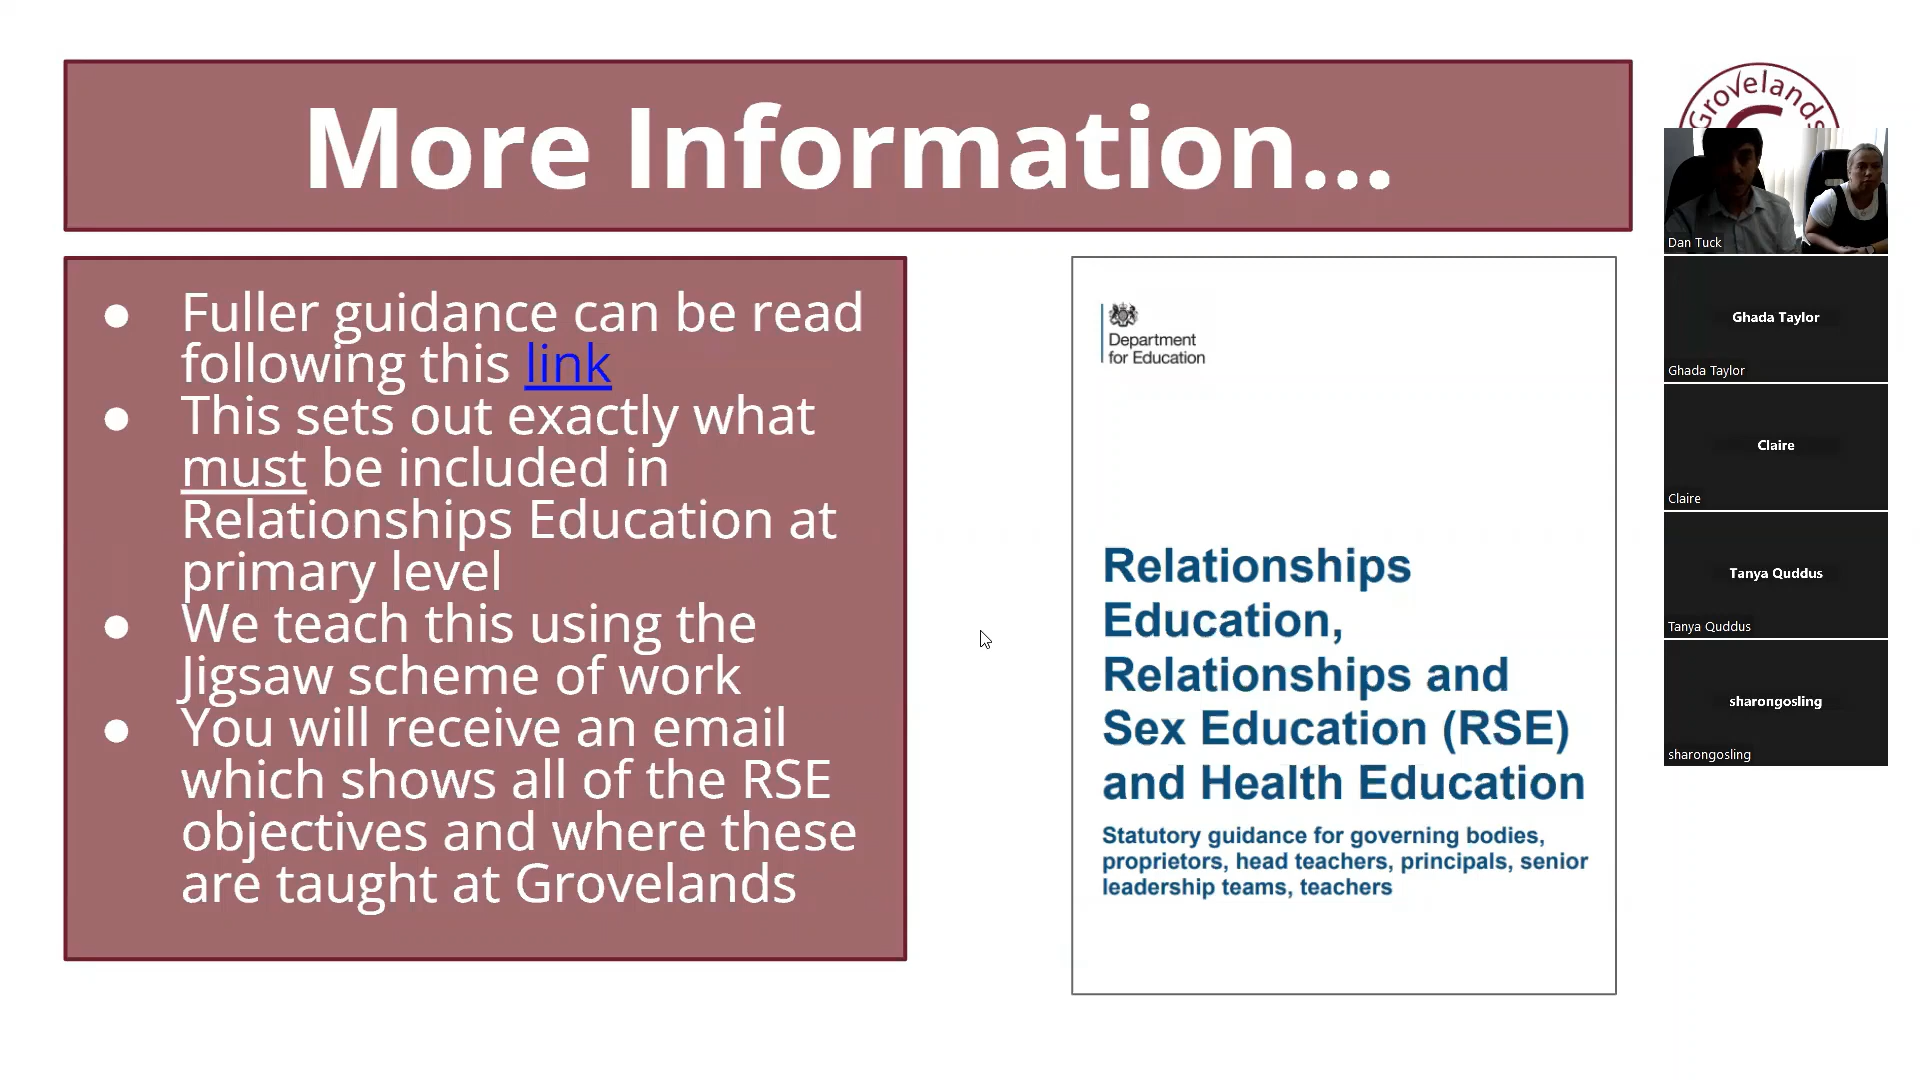 More Information...
● Fuller guidance can be read
following this link
● This sets out exactly what
must be included in
Relationships Education at
primary level
● We teach this using the
Jigsaw scheme of work
● You will receive an email
which shows all of the RSE
objectives and where these
are taught at Grovelands
Department
for Education
Relationships
Education,
Relationships and
Sex Education (RSE)
and Health Education
Statutory guidance for governing bodies,
proprietors, head teachers, principals, senior
leadership teams, teachers
Grovelands
Dan Tuck
Ghada Taylor
Ghada Taylor
Claire
Claire
Tanya Quddus
Tanya Quddus
sharongosling
sharongosling